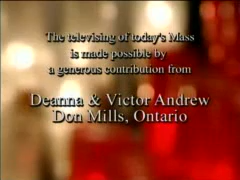 The televising of today's Mass
is made possible by
a generous contribution from
Deanna & Victor Andrew
Don Mills, Ontario